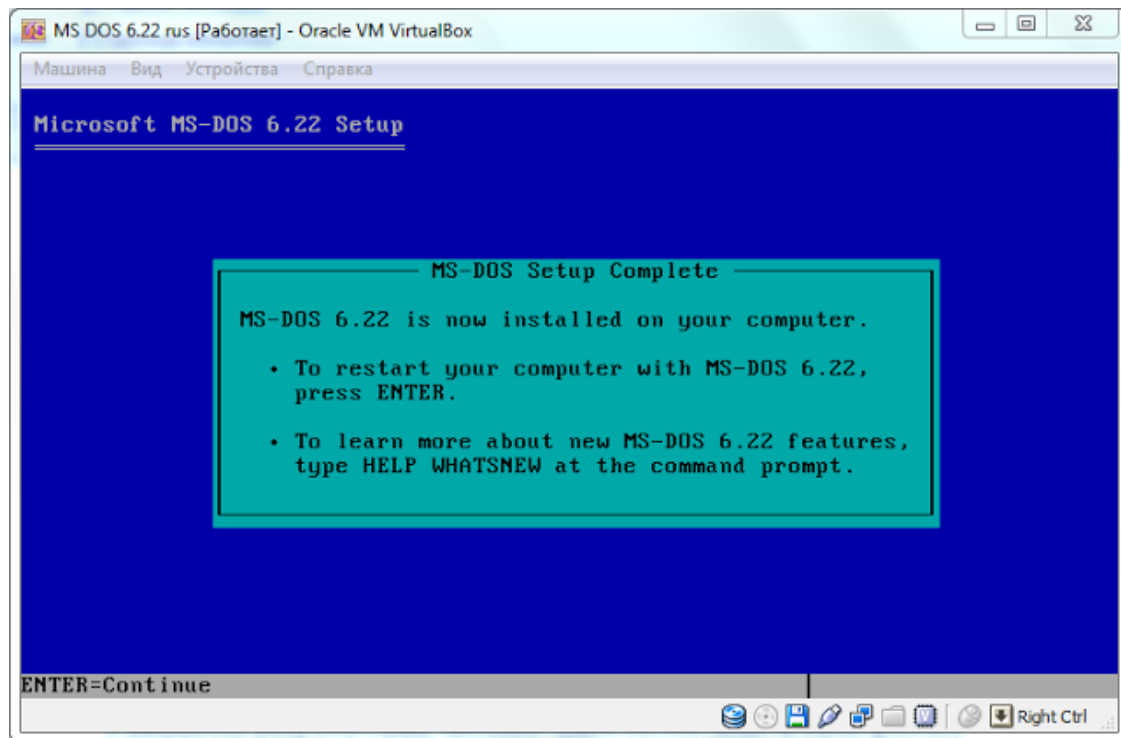 MS DOS 6.22 rus [Работает] - Oracle VM VirtualBox
Машина Вид Устройства Справка
Microsoft MS-DOS 6.22 Setup
MS-DOS Setup Complete
MS-DOS 6.22 is now installed on your computer.
• To restart your computer with MS-DOS 6.22,
press ENTER.
• To learn more about new MS-DOS 6.22 features,
type HELP WHATSNEW at the command prompt.
ENTER=Continue
Right Ctrl